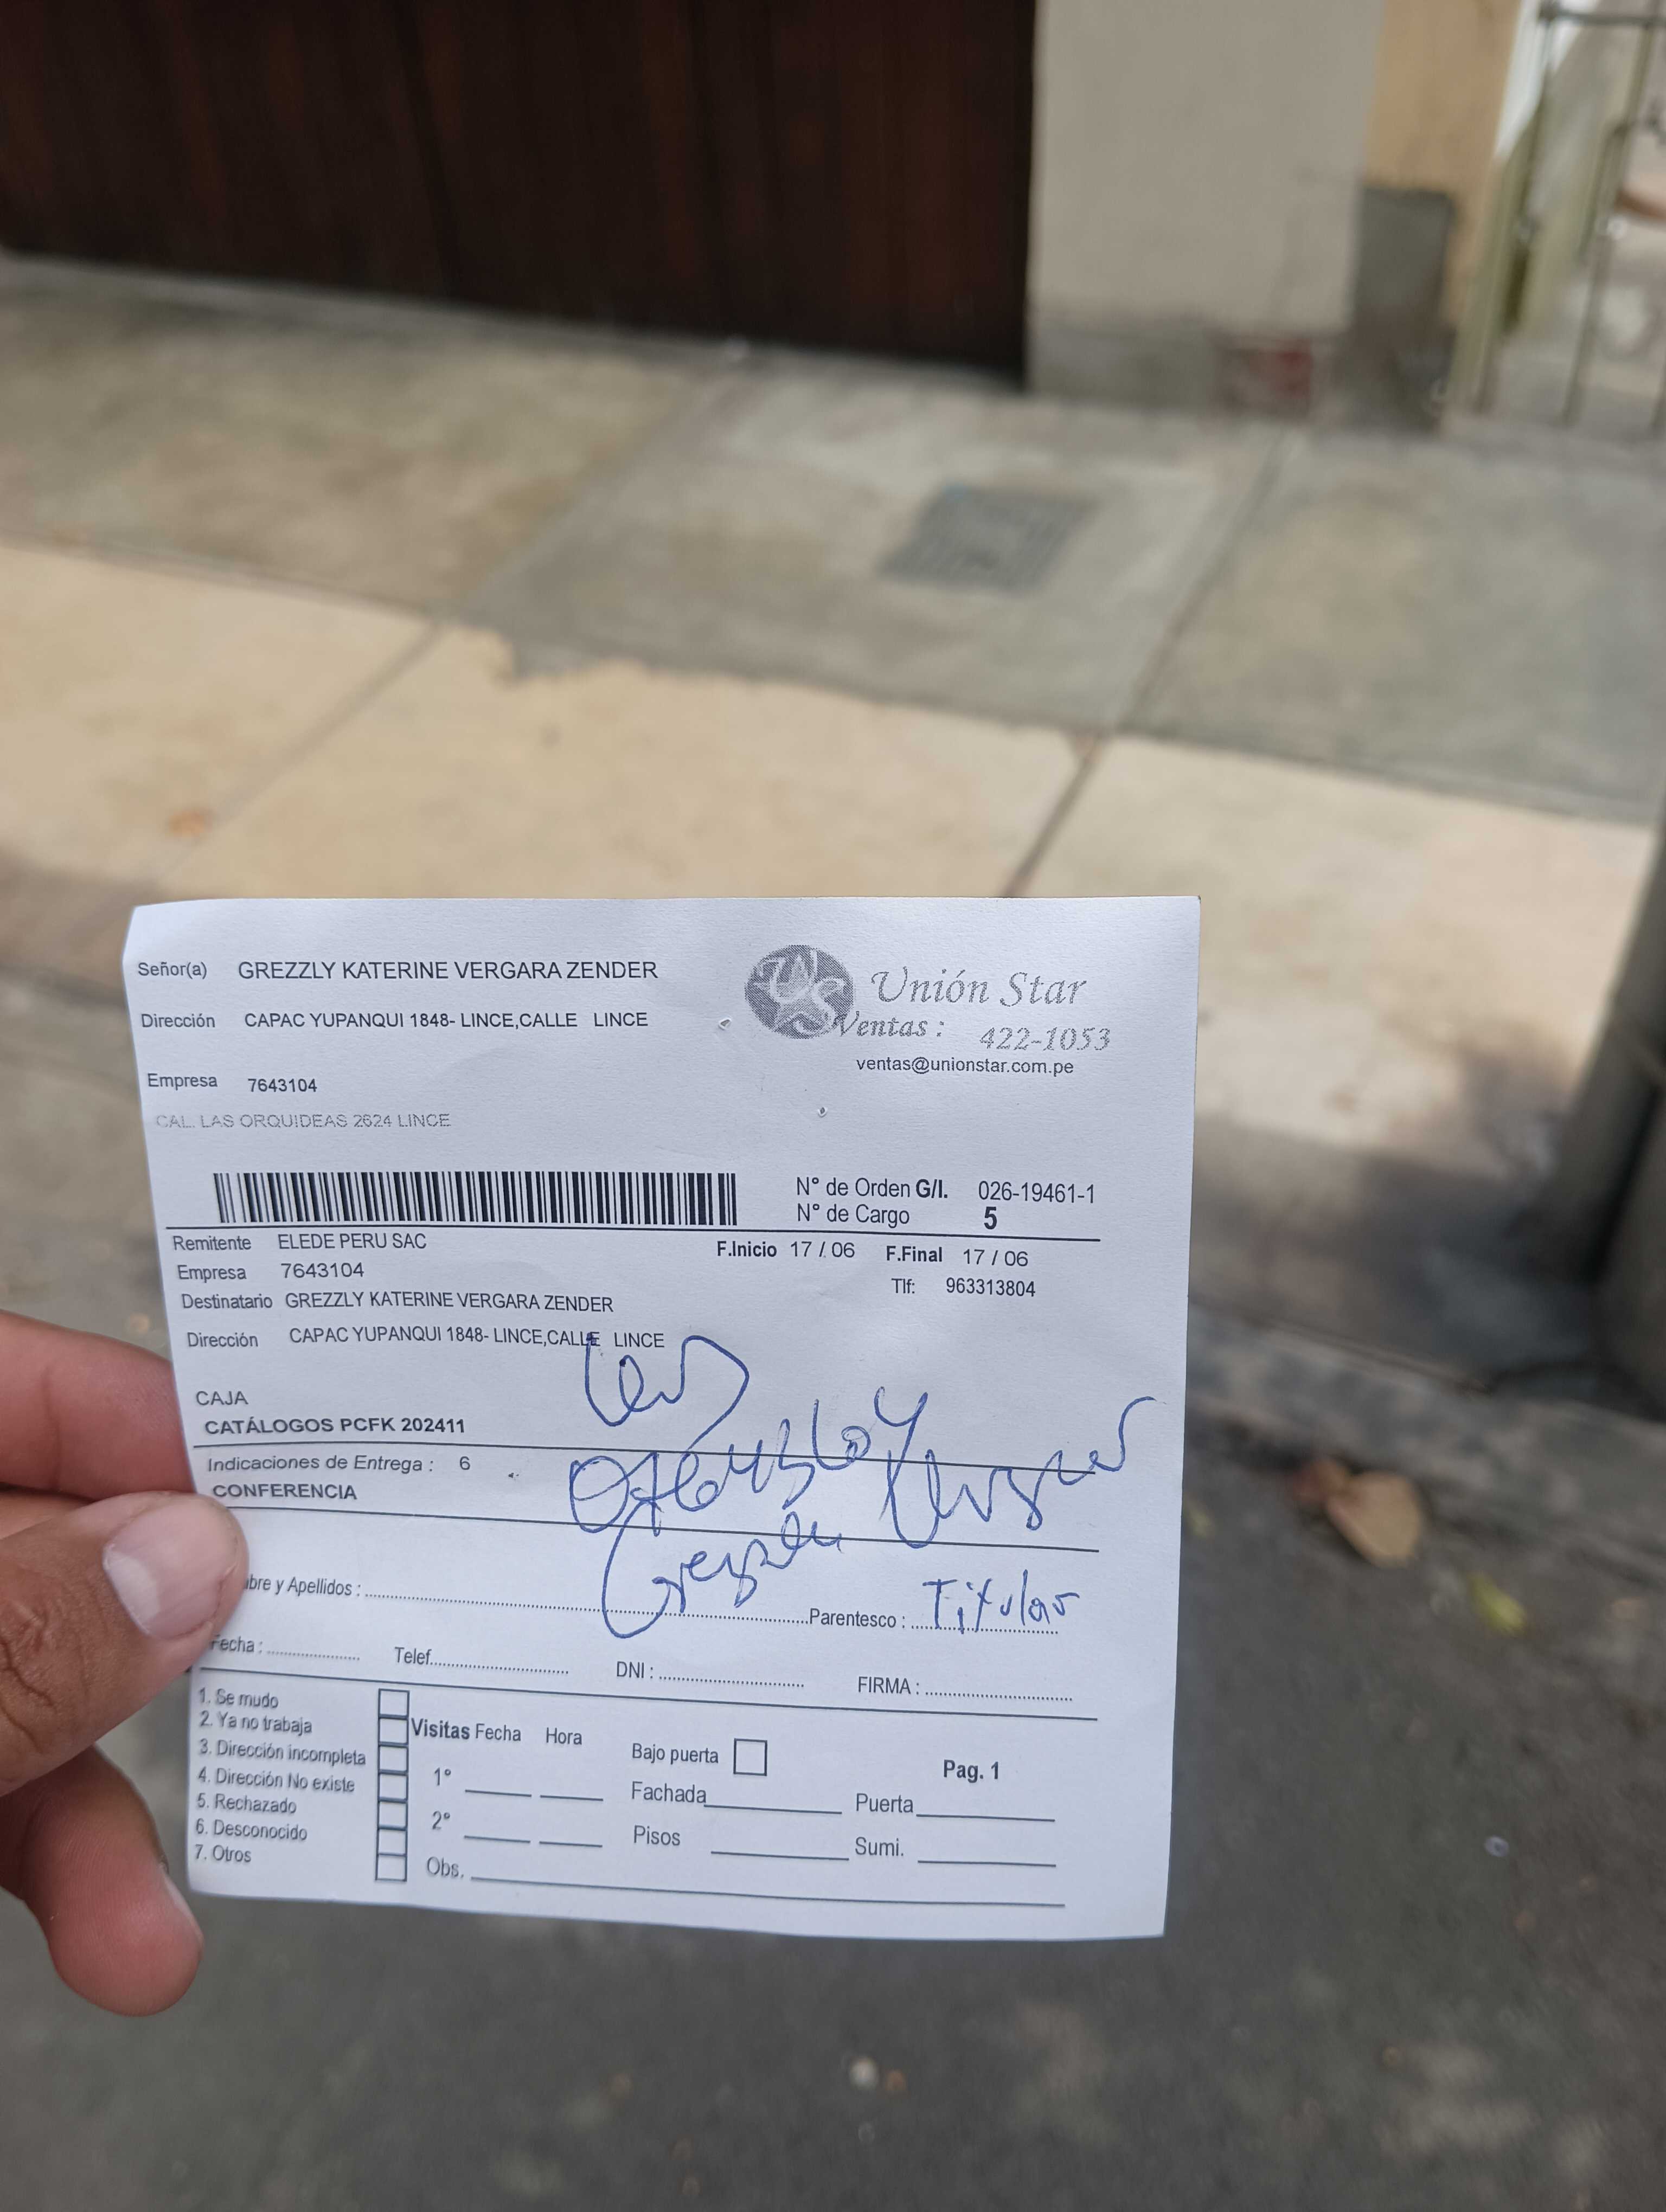 Señor(a) GREZZLY KATERINE VERGARA ZENDER
Unión Star
Dirección CAPAC YUPANQUI 1848- LINCE,CALLE LINCE
Ventas : 422-1053
ventas@unionstar.com.pe
Empresa 7643104
CAL. LAS ORQUIDEAS 2624 LINCE
N° de Orden G/I. 026-19461-1
N° de Cargo 5
Remitente ELEDE PERU SAC
F.Inicio 17 / 06 F.Final 17 / 06
Empresa 7643104
Tlf: 963313804
Destinatario GREZZLY KATERINE VERGARA ZENDER
Dirección CAPAC YUPANQUI 1848- LINCE,CALLE LINCE
CAJA
CATÁLOGOS PCFK 202411
Indicaciones de Entrega : 6
CONFERENCIA
bre y Apellidos : Parentesco : Titular
Fecha : Telef. DNI : FIRMA :
1. Se mudo
2. Ya no trabaja
3. Dirección incompleta
4. Dirección No existe
5. Rechazado
6. Desconocido
7. Otros
Visitas Fecha Hora
1°
2°
Obs.
Bajo puerta
Pag. 1
Fachada Puerta
Pisos Sumi.